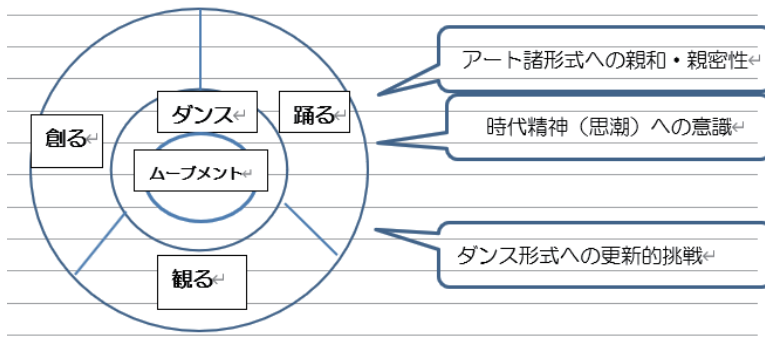 アート諸形式への親和・親密性
ダンス
踊る
創る
時代精神（思潮）への意識
ムーブメント
ダンス形式への更新的挑戦
観る